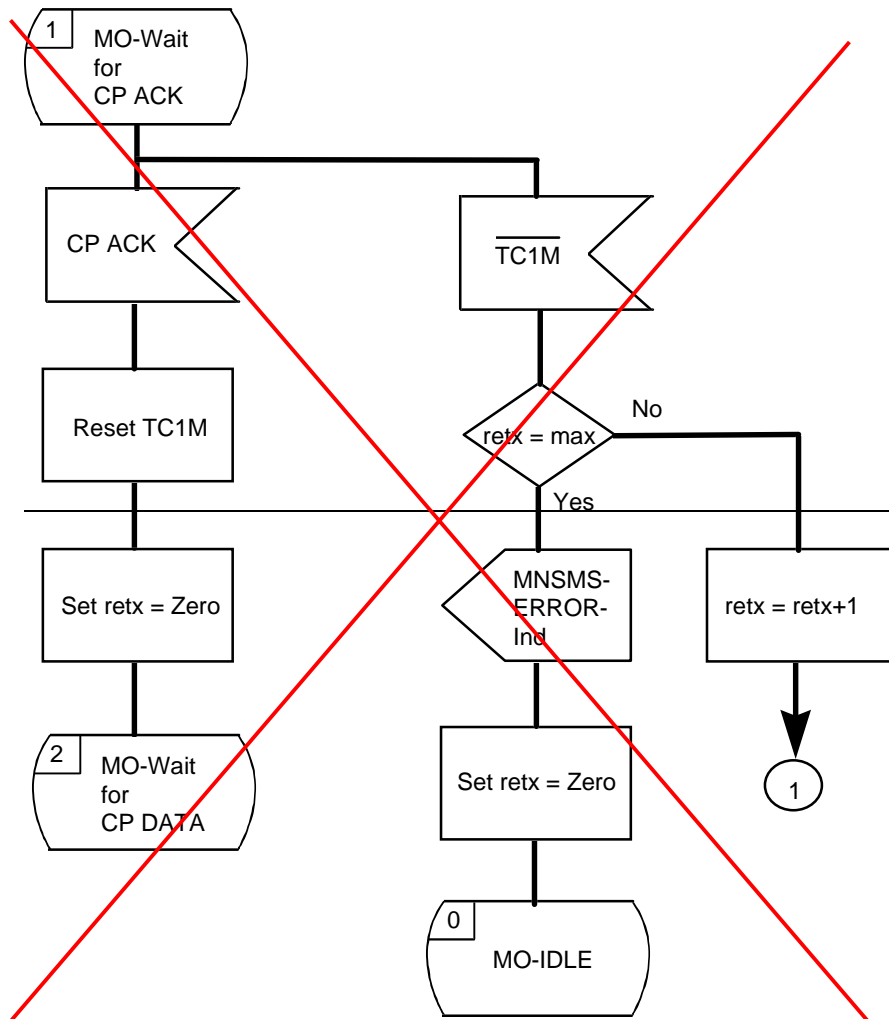 1
MO-Wait
for
CP ACK
CP ACK
TC1M
Reset TC1M
retx = max
No
Yes
Set retx = Zero
MNSMS-
ERROR-
Ind
retx = retx+1
2
MO-Wait
for
CP DATA
Set retx = Zero
1
0
MO-IDLE